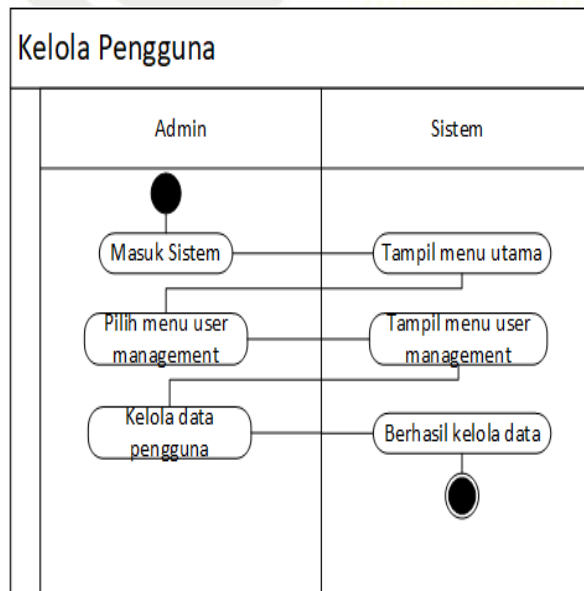 Kelola Pengguna
Admin
Sistem
Masuk Sistem
Tampil menu utama
Pilih menu user
management
Tampil menu user
management
Kelola data
pengguna
Berhasil kelola data